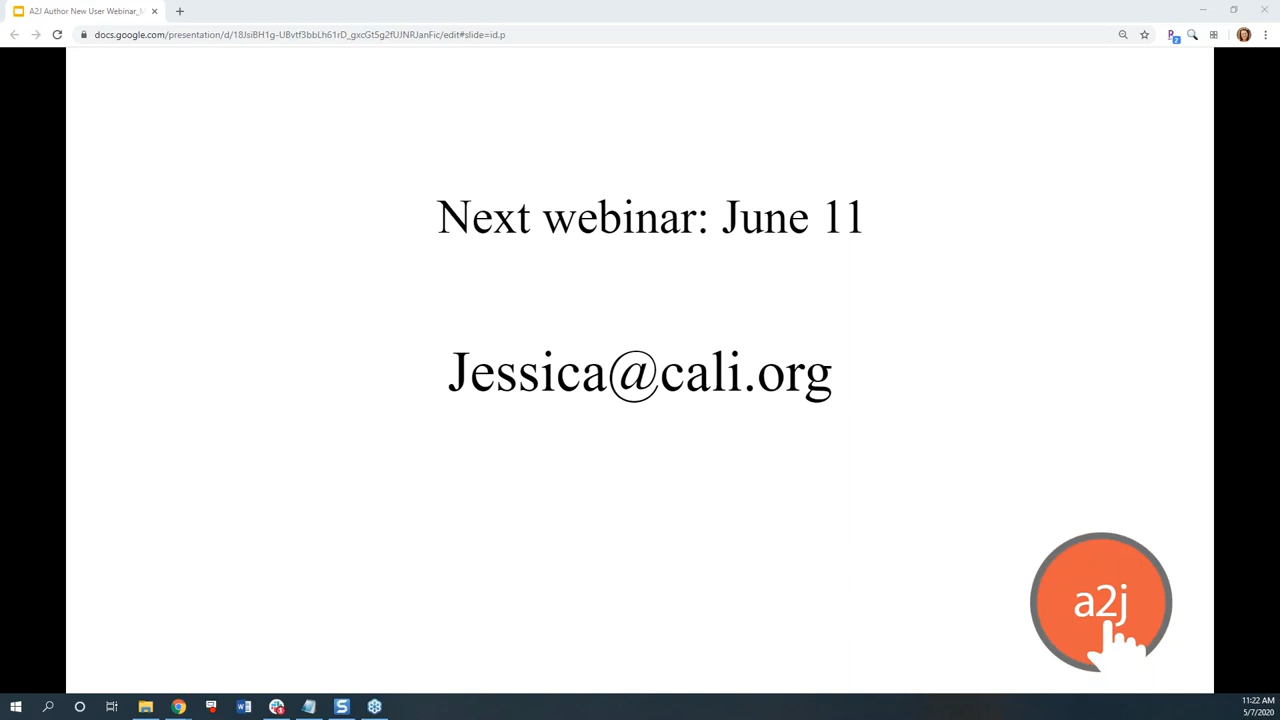 A2J Author New User Webinar_M
docs.google.com/presentation/d/18JsiBH1g-UBvtf3bbLh61rD_gxcGt5g2fUJNRJanFic/edit#slide=id.p
Next webinar: June 11
Jessica@cali.org
a2j
11:22 AM
5/7/2020